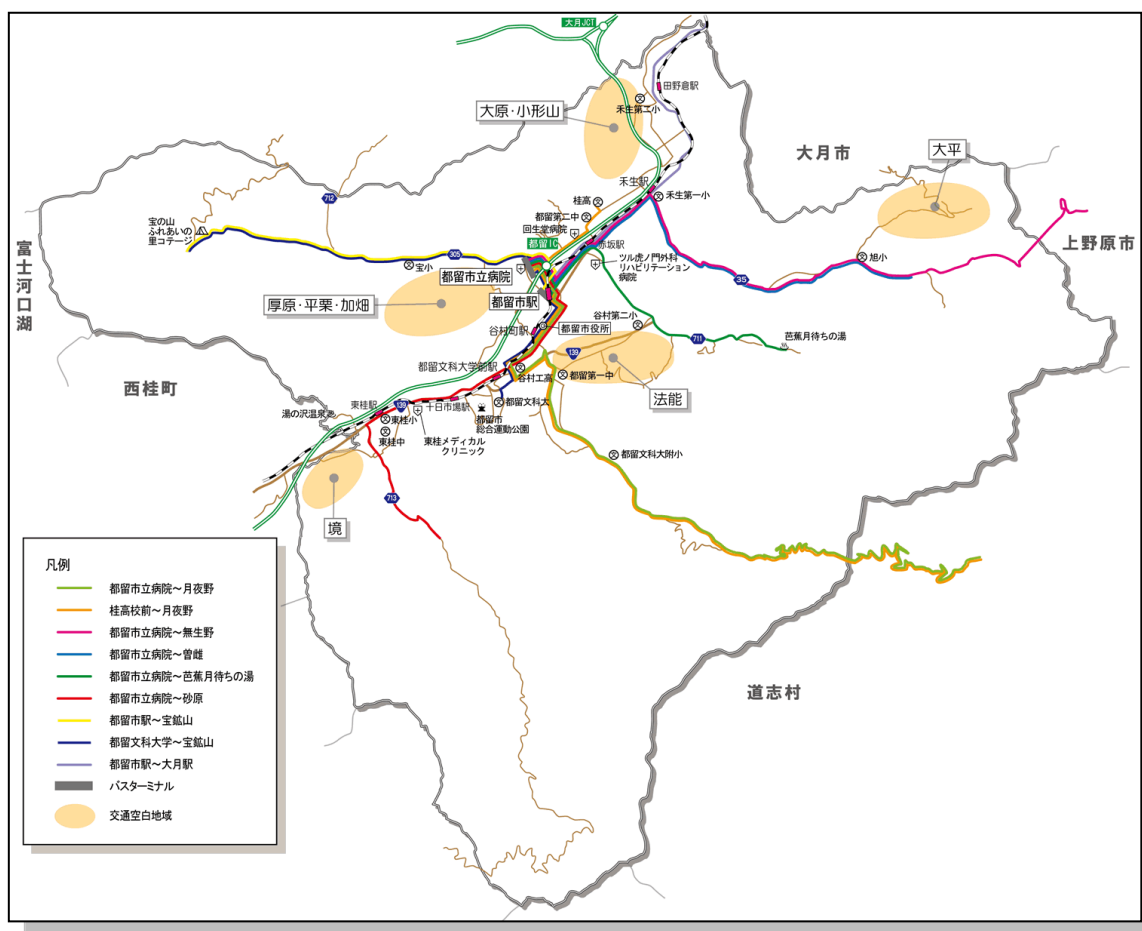 大月JCT
田野倉駅
大原・小形山
禾生第二小
大月市
大平
禾生駅
禾生第一小
712
桂高
都留第二中
回生堂病院
宝の山
ふれあいの
里コテージ
都留IC
赤坂駅
上野原市
富士河口湖
305
宝小
都留市立病院
ツル虎ノ門外科
リハビリテーション
病院
旭小
35
厚原・平栗・加畑
都留市駅
谷村町駅
都留市役所
谷村第二小
711
芭蕉月待ちの湯
139
西桂町
都留文科大学前駅
谷村工高
都留第一中
法能
東桂駅
139
十日市場駅
都留文科大
湯の沢温泉
東桂小
東桂中
東桂メディカル
クリニック
都留市
総合運動公園
都留文科大附小
713
境
道志村
凡例
都留市立病院～月夜野
桂高校前～月夜野
都留市立病院～無生野
都留市立病院～曽雌
都留市立病院～芭蕉月待ちの湯
都留市立病院～砂原
都留市駅～宝鉱山
都留文科大学～宝鉱山
都留市駅～大月駅
バスターミナル
交通空白地域